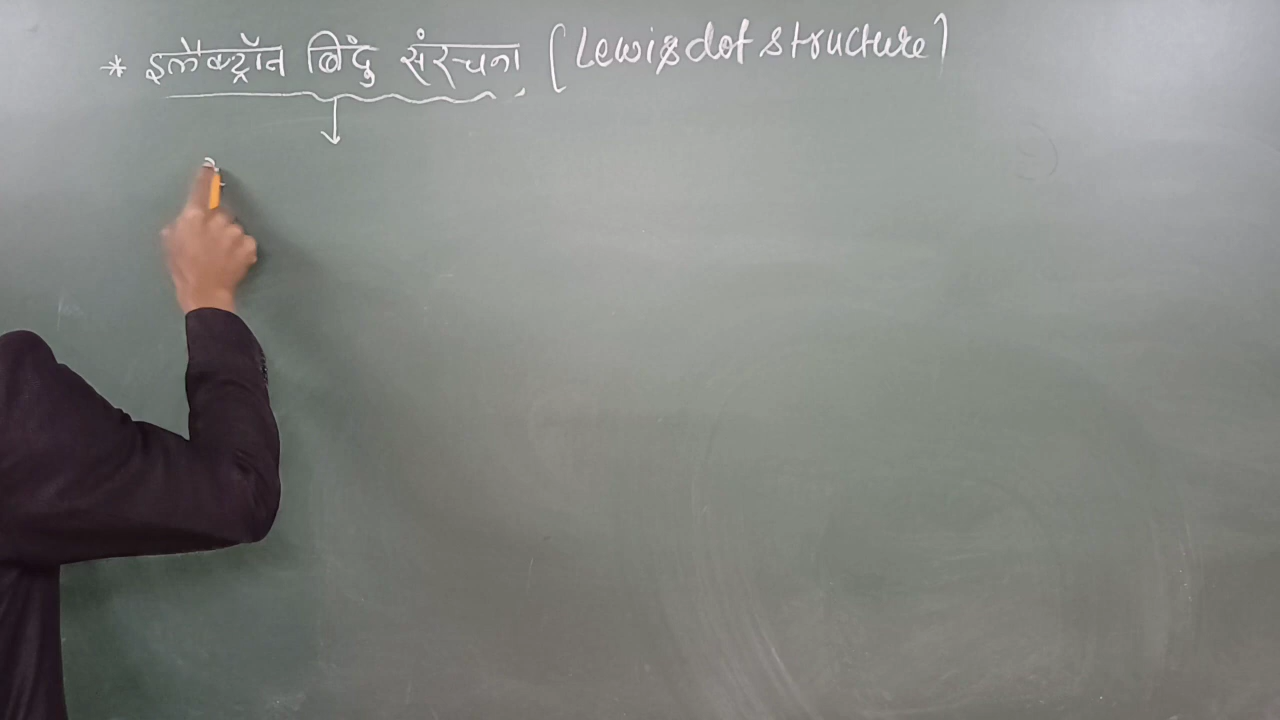 * इलैक्ट्रॉन बिंदु संरचना (Lewis dot structure)